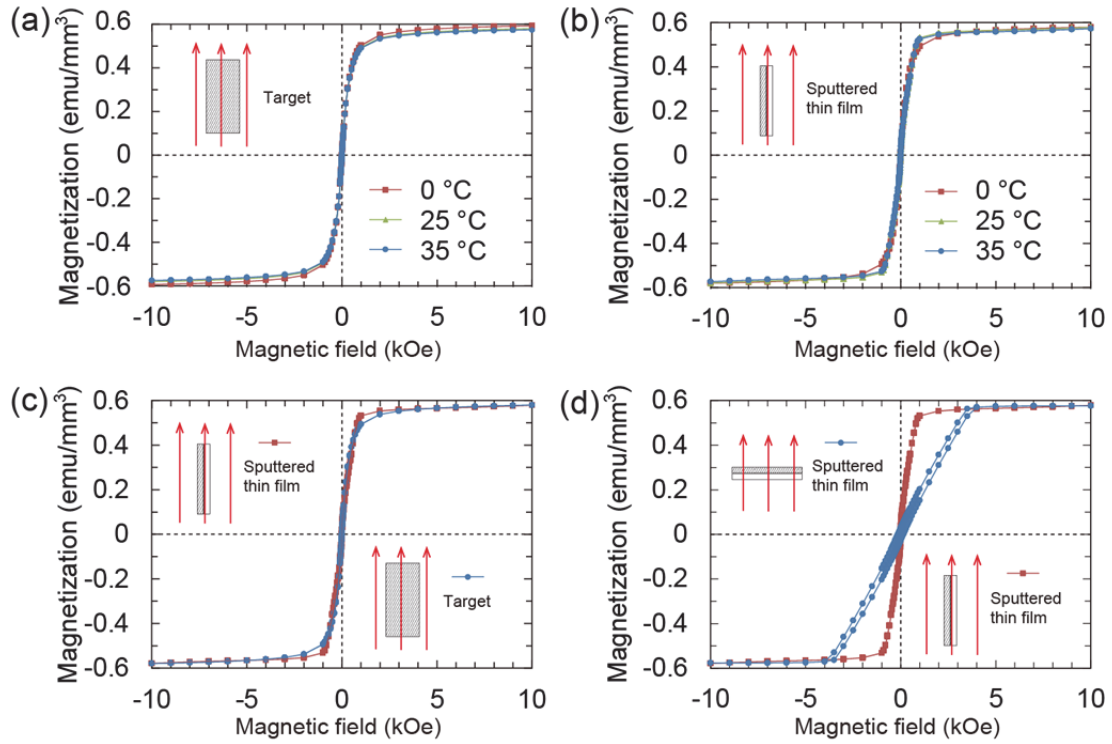 (a)
Magnetization (emu/mm³)
0.6
0.4
0.2
0
-0.2
-0.4
-0.6
Target
0 °C
25 °C
35 °C
-10
-5
0
5
10
Magnetic field (kOe)
(b)
Magnetization (emu/mm³)
0.6
0.4
0.2
0
-0.2
-0.4
-0.6
Sputtered
thin film
0 °C
25 °C
35 °C
-10
-5
0
5
10
Magnetic field (kOe)
(c)
Magnetization (emu/mm³)
0.6
0.4
0.2
0
-0.2
-0.4
-0.6
Sputtered
thin film
Target
-10
-5
0
5
10
Magnetic field (kOe)
(d)
Magnetization (emu/mm³)
0.6
0.4
0.2
0
-0.2
-0.4
-0.6
Sputtered
thin film
Sputtered
thin film
-10
-5
0
5
10
Magnetic field (kOe)